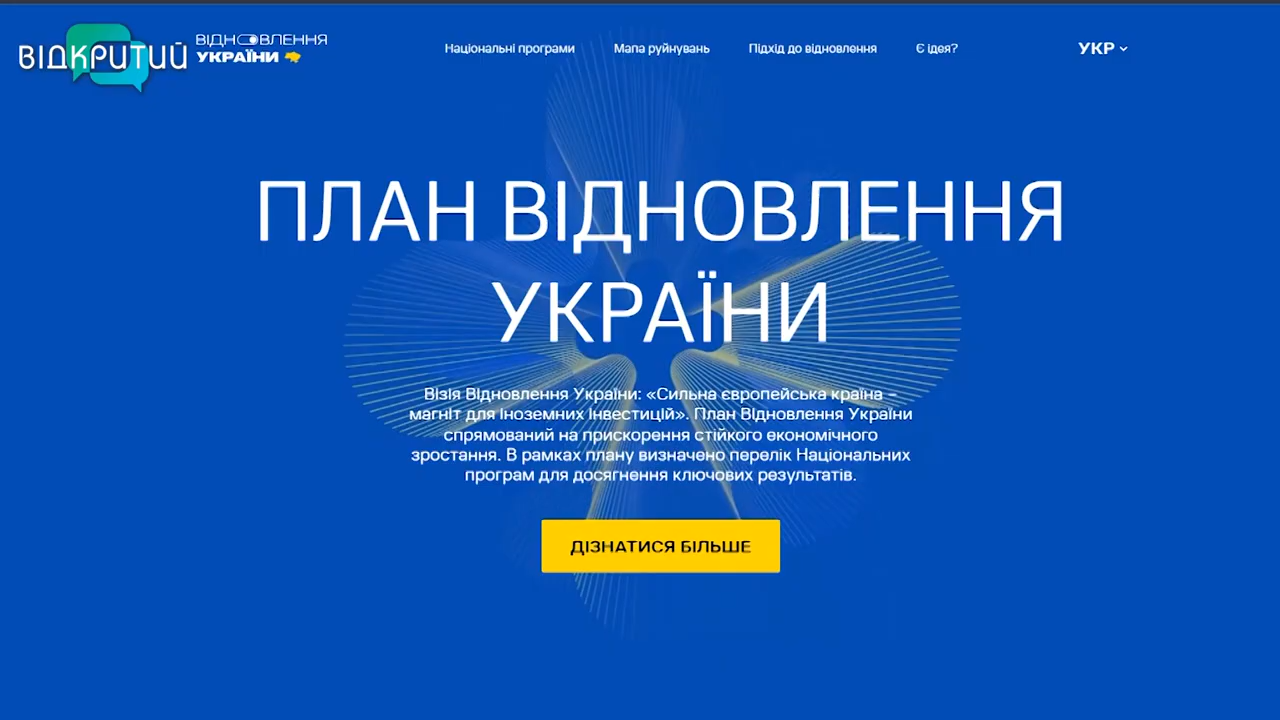 ВІДКРИТИЙ
ВІДНОВЛЕННЯ
УКРАЇНИ
Національні програми Мапа руйнувань Підхід до відновлення Є ідея? УКР
ПЛАН ВІДНОВЛЕННЯ
УКРАЇНИ
Візія Відновлення України: «Сильна європейська країна –
магніт для іноземних інвестицій». План Відновлення України
спрямований на прискорення стійкого економічного
зростання. В рамках плану визначено перелік Національних
програм для досягнення ключових результатів.
ДІЗНАТИСЯ БІЛЬШЕ